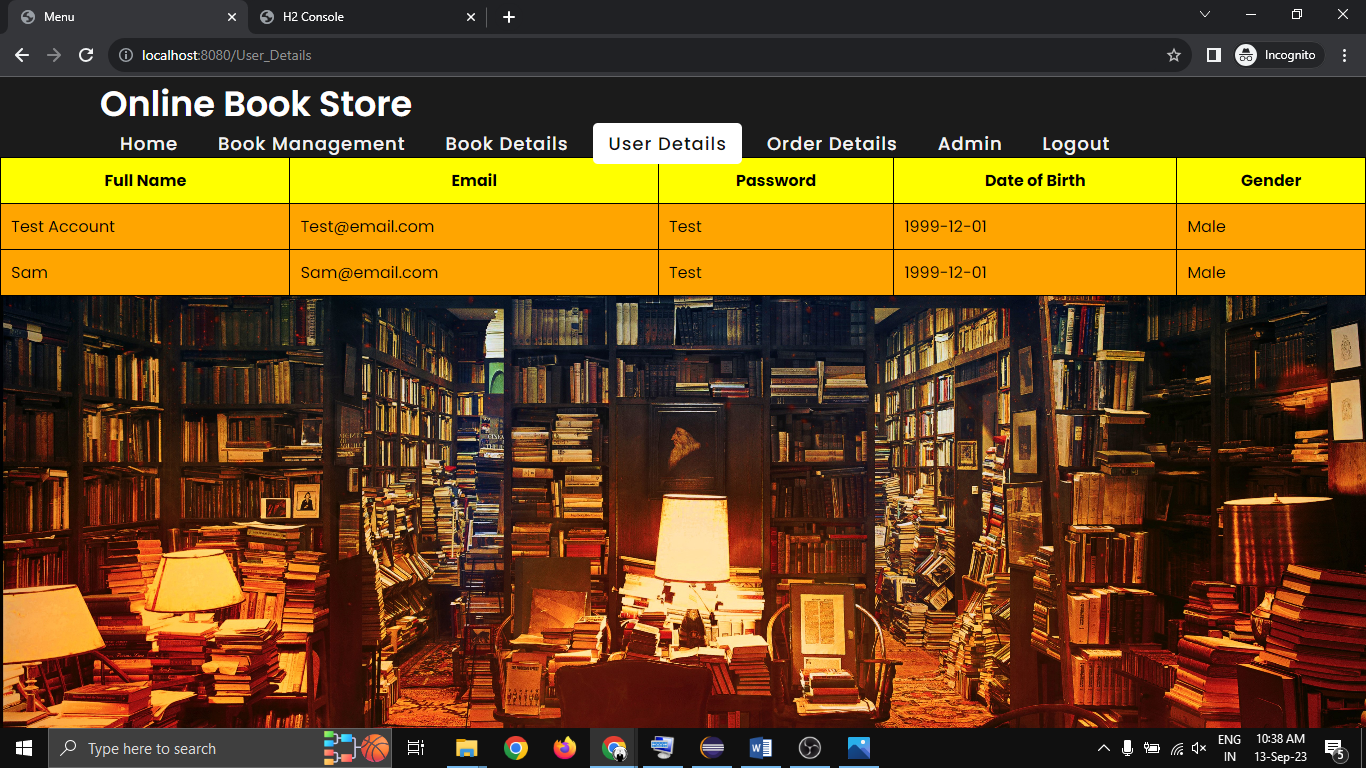 Menu
H2 Console
localhost:8080/User_Details
Incognito
Online Book Store
Home Book Management Book Details User Details Order Details Admin Logout
Full Name Email Password Date of Birth Gender
Test Account Test@email.com Test 1999-12-01 Male
Sam Sam@email.com Test 1999-12-01 Male
Type here to search
ENG
IN
10:38 AM
13-Sep-23
5